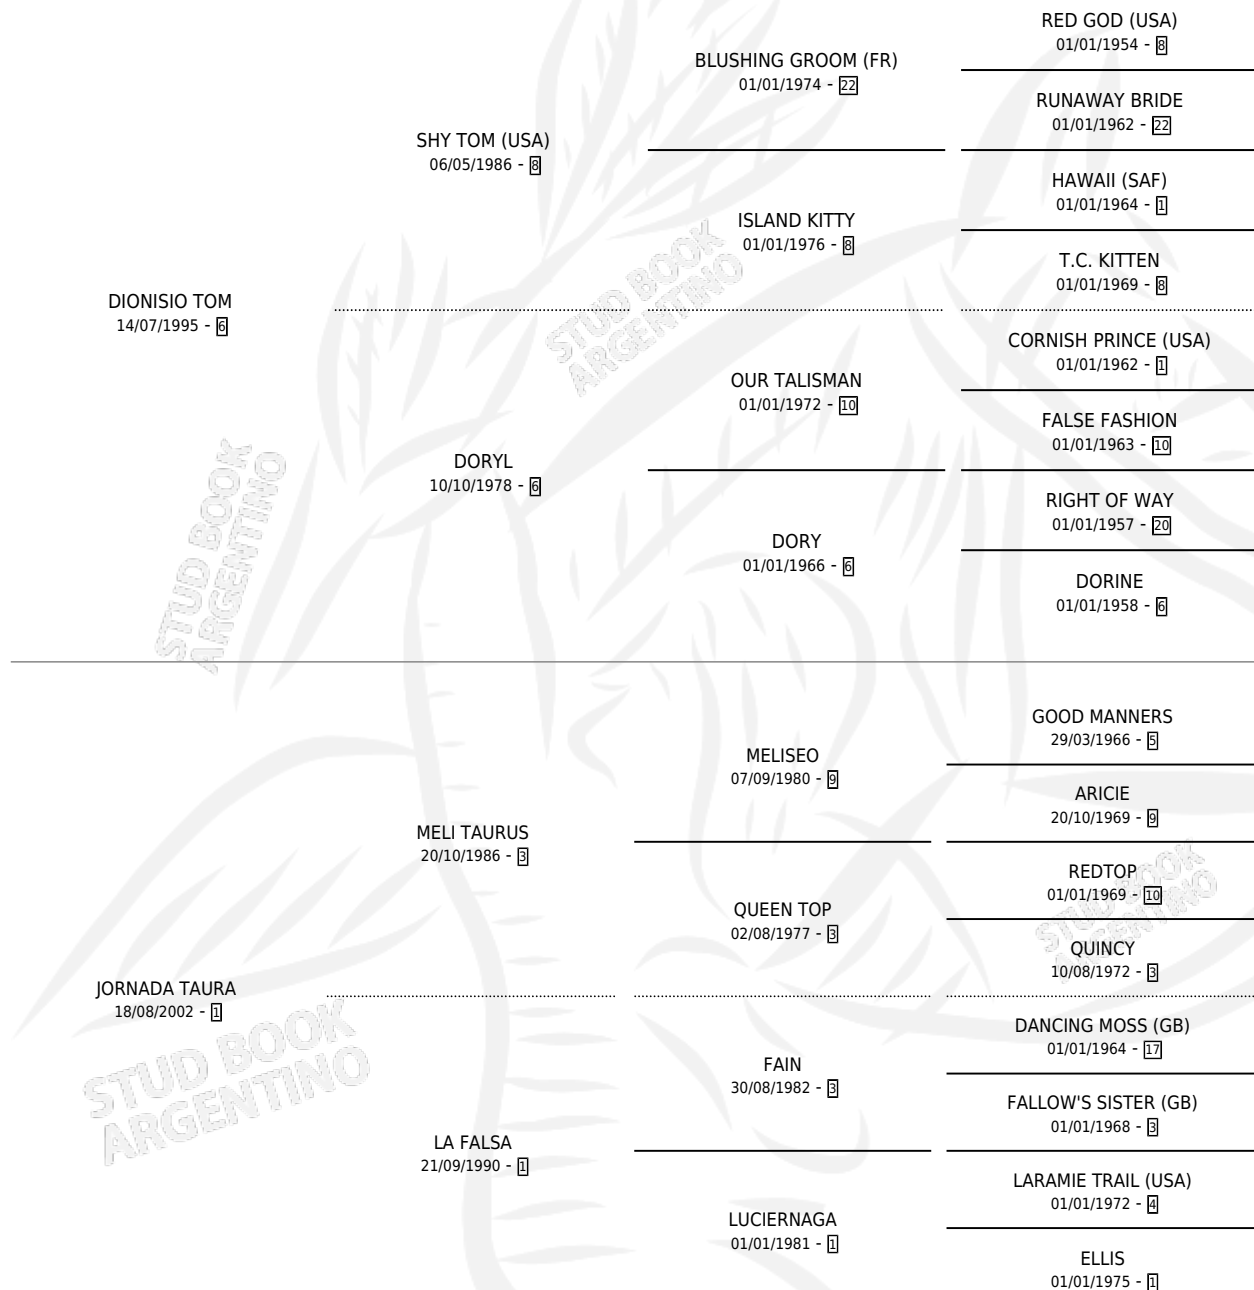 RED GOD (USA)
01/01/1954 - 8
BLUSHING GROOM (FR)
01/01/1974 - 22
RUNAWAY BRIDE
01/01/1962 - 22
SHY TOM (USA)
06/05/1986 - 8
HAWAII (SAF)
01/01/1964 - 1
ISLAND KITTY
01/01/1976 - 8
T.C. KITTEN
01/01/1969 - 8
DIONISIO TOM
14/07/1995 - 6
CORNISH PRINCE (USA)
01/01/1962 - 1
OUR TALISMAN
01/01/1972 - 10
FALSE FASHION
01/01/1963 - 10
DORYL
10/10/1978 - 6
RIGHT OF WAY
01/01/1957 - 20
DORY
01/01/1966 - 6
DORINE
01/01/1958 - 6
GOOD MANNERS
29/03/1966 - 5
MELISEO
07/09/1980 - 9
ARICIE
20/10/1969 - 9
MELI TAURUS
20/10/1986 - 3
REDTOP
01/01/1969 - 10
QUEEN TOP
02/08/1977 - 3
QUINCY
10/08/1972 - 3
JORNADA TAURA
18/08/2002 - 1
DANCING MOSS (GB)
01/01/1964 - 17
FAIN
30/08/1982 - 3
FALLOW'S SISTER (GB)
01/01/1968 - 3
LA FALSA
21/09/1990 - 1
LARAMIE TRAIL (USA)
01/01/1972 - 4
LUCIERNAGA
01/01/1981 - 1
ELLIS
01/01/1975 - 1
STUD BOOK
ARGENTINO
STUD BOOK
ARGENTINO
STUD BOOK
ARGENTINO
STUD BOOK
ARGENTINO